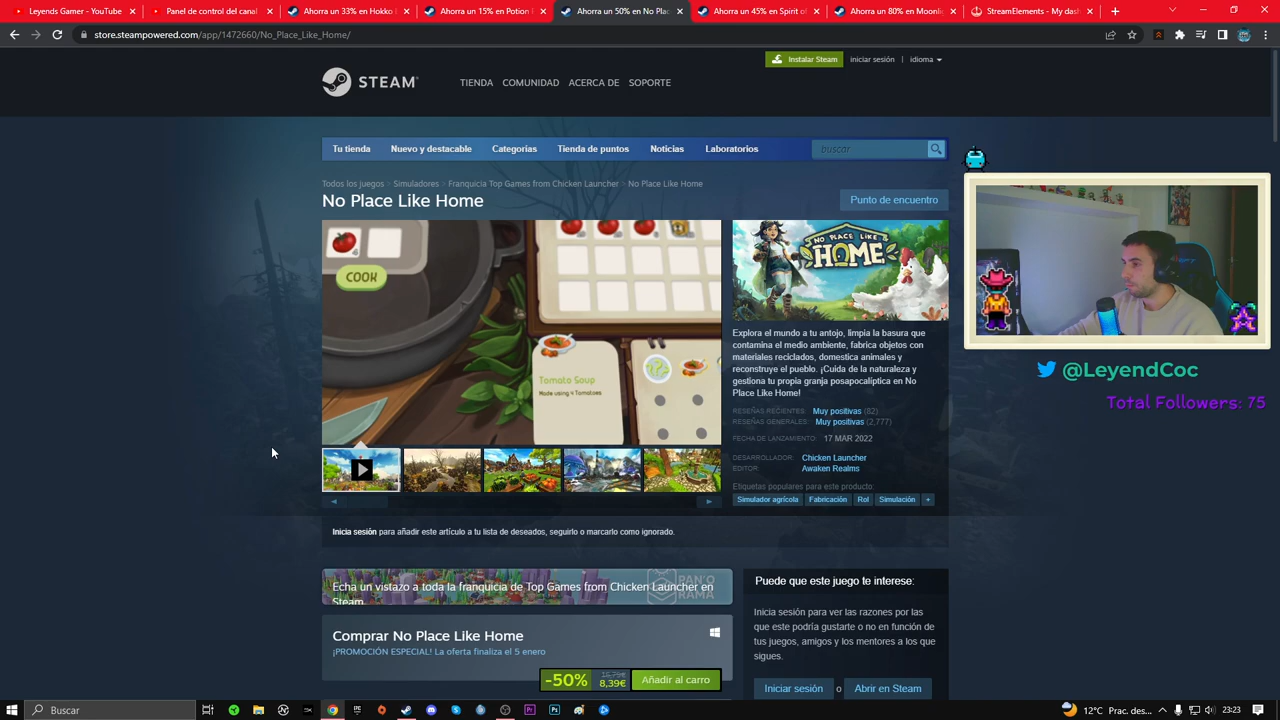 Leyends Gamer - YouTube
Panel de control del canal
Ahorra un 33% en Hokko L
Ahorra un 15% en Potion P
Ahorra un 50% en No Plac
Ahorra un 45% en Spirit of
Ahorra un 80% en Moonlig
StreamElements - My dash
store.steampowered.com/app/1472660/No_Place_Like_Home/
Instalar Steam
iniciar sesión | idioma
STEAM
TIENDA COMUNIDAD ACERCA DE SOPORTE
Tu tienda Nuevo y destacable Categorías Tienda de puntos Noticias Laboratorios
buscar
Todos los juegos > Simuladores > Franquicia Top Games from Chicken Launcher > No Place Like Home
No Place Like Home
Punto de encuentro
COOK
Tomato Soup
Made using 4 Tomatoes
NO PLACE LIKE
HOME
Explora el mundo a tu antojo, limpia la basura que
contamina el medio ambiente, fabrica objetos con
materiales reciclados, domestica animales y
reconstruye el pueblo. ¡Cuida de la naturaleza y
gestiona tu propia granja posapocalíptica en No
Place Like Home!
RESEÑAS RECIENTES: Muy positivas (82)
RESEÑAS GENERALES: Muy positivas (2,777)
FECHA DE LANZAMIENTO: 17 MAR 2022
DESARROLLADOR: Chicken Launcher
EDITOR: Awaken Realms
Etiquetas populares para este producto:
Simulador agrícola Fabricación Rol Simulación +
@LeyendCoc
Total Followers: 75
Inicia sesión para añadir este artículo a tu lista de deseados, seguirlo o marcarlo como ignorado.
Echa un vistazo a toda la franquicia de Top Games from Chicken Launcher en
Steam
PAN'O
RAMA
Puede que este juego te interese:
Inicia sesión para ver las razones por las
que este podría gustarte o no en función de
tus juegos, amigos y los mentores a los que
sigues.
Iniciar sesión o Abrir en Steam
Comprar No Place Like Home
¡PROMOCIÓN ESPECIAL! La oferta finaliza el 5 enero
-50% 8,39€ Añadir al carro
Buscar
12°C Prac. des...
23:23